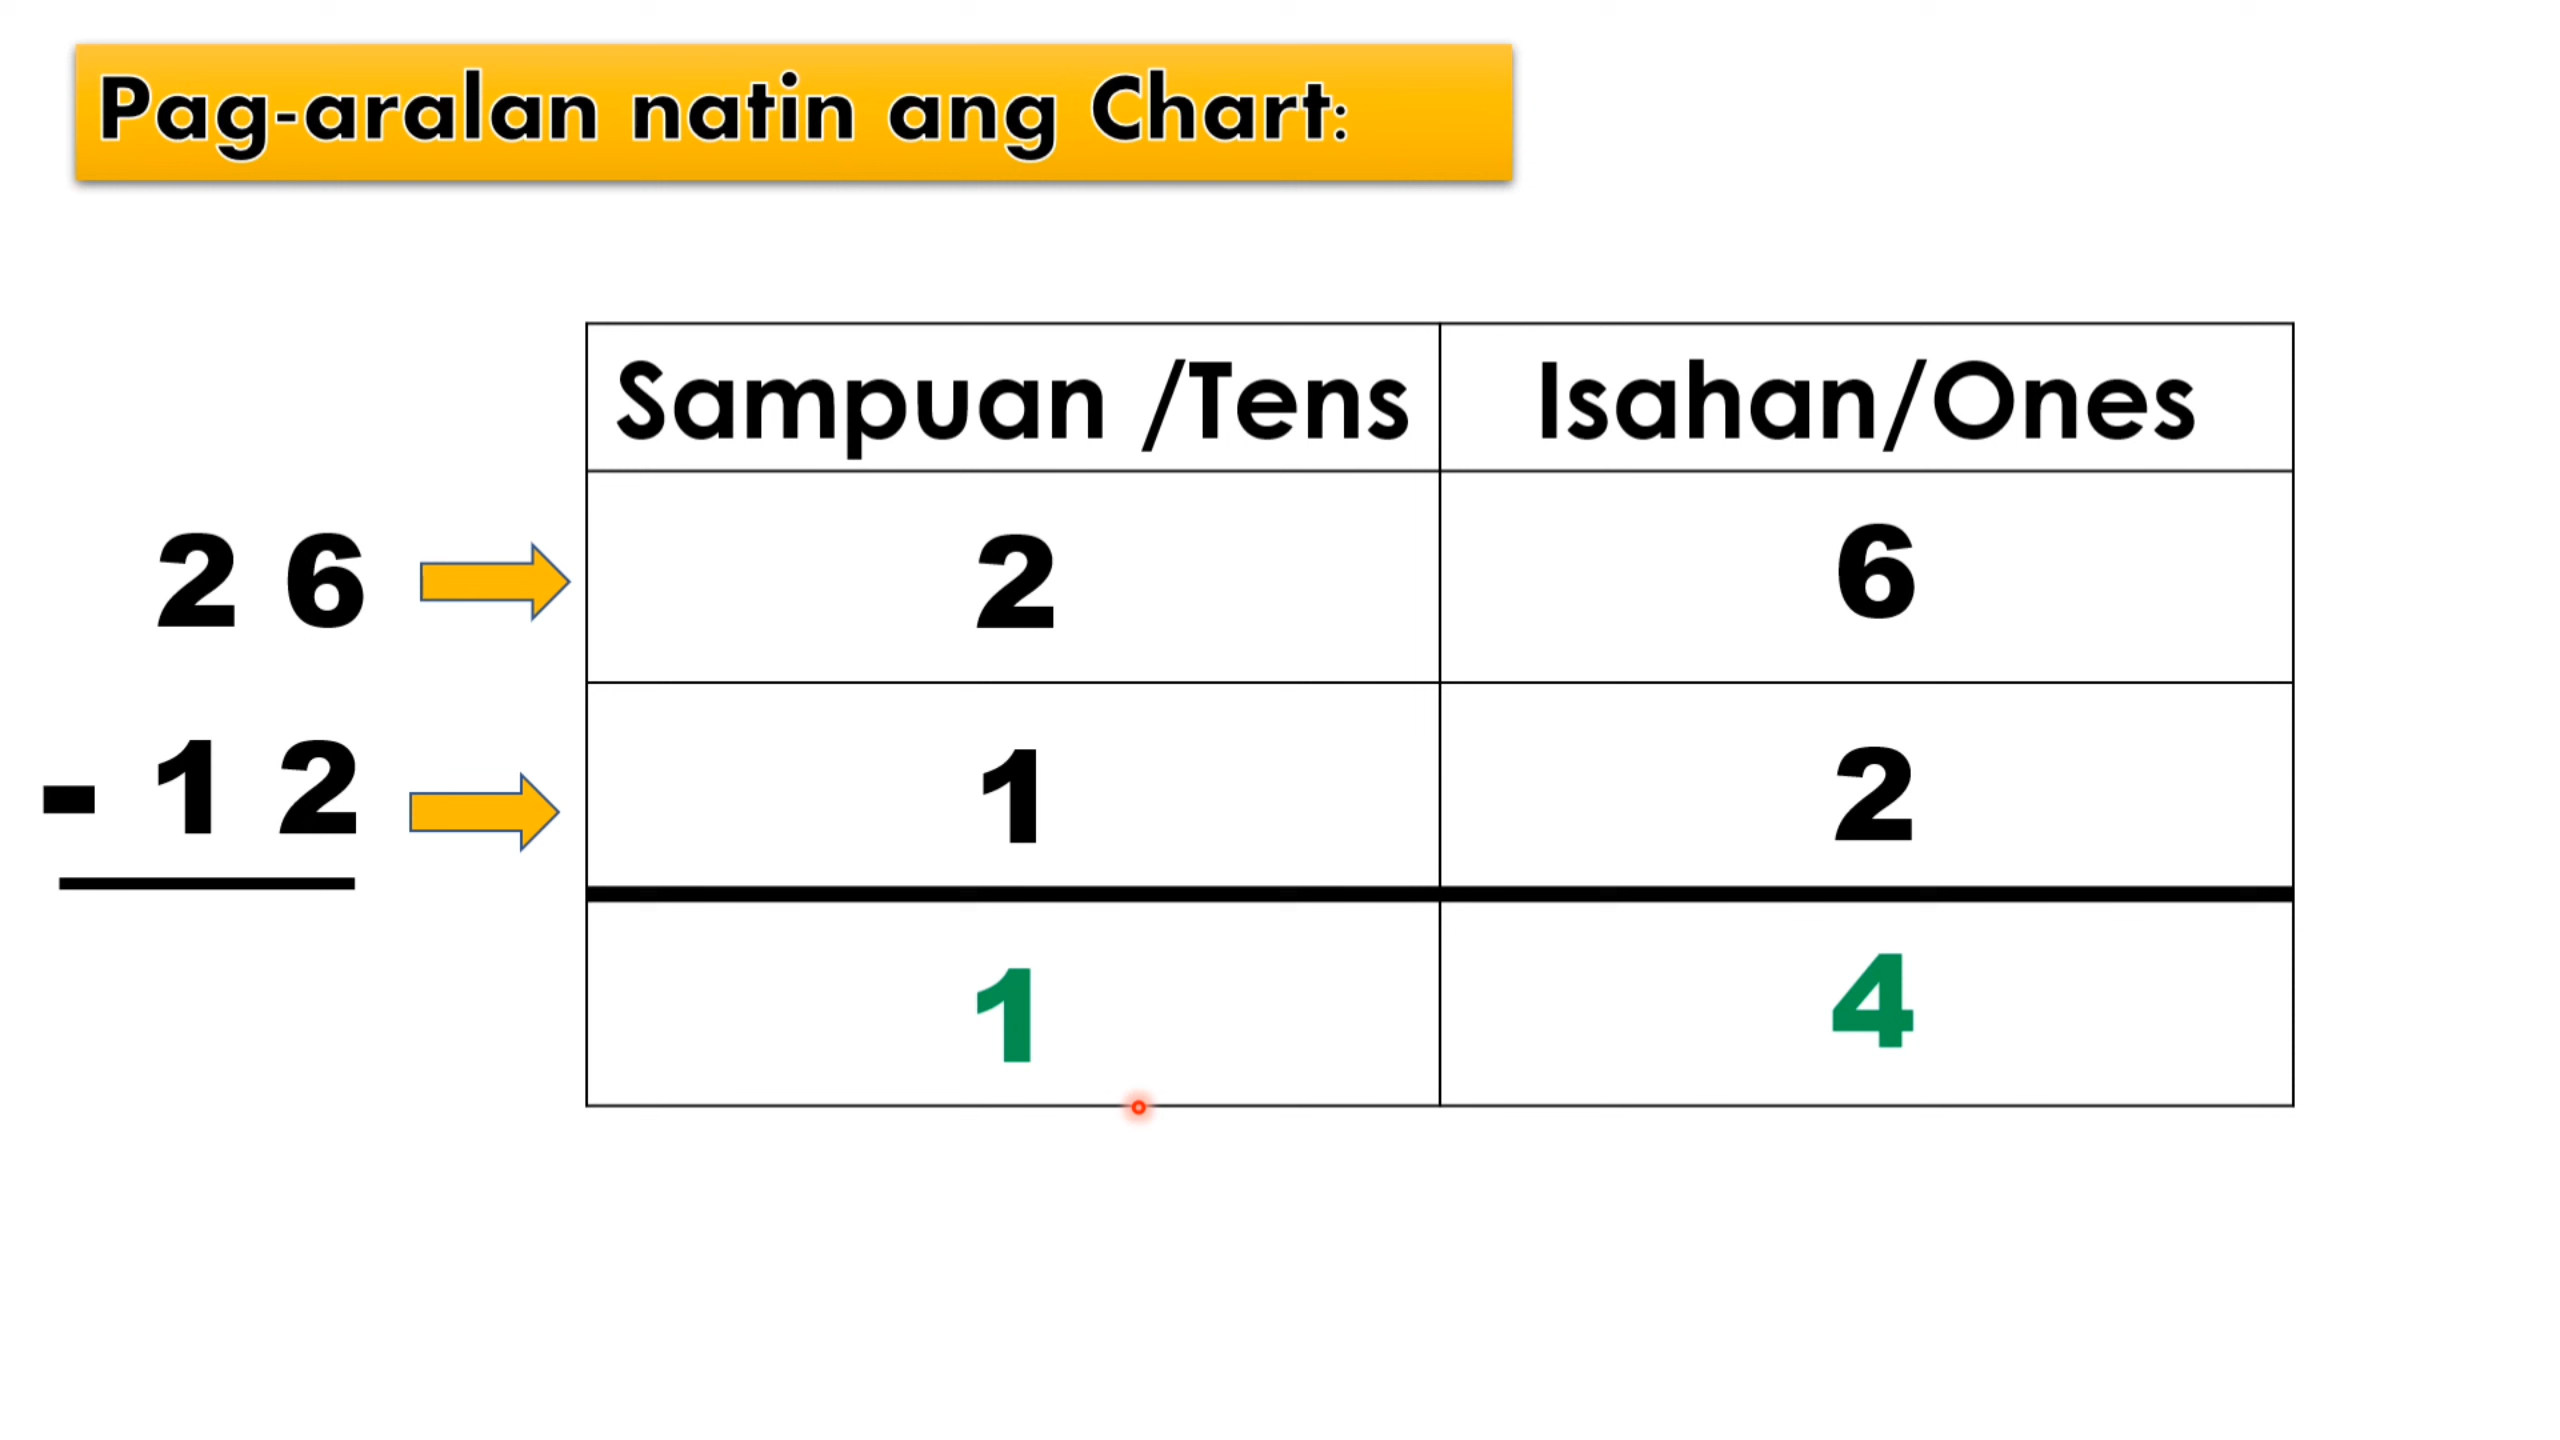 Pag-aralan natin ang Chart:
Sampuan /Tens Isahan/Ones
2 6 2 6
- 1 2 1 2
1 4